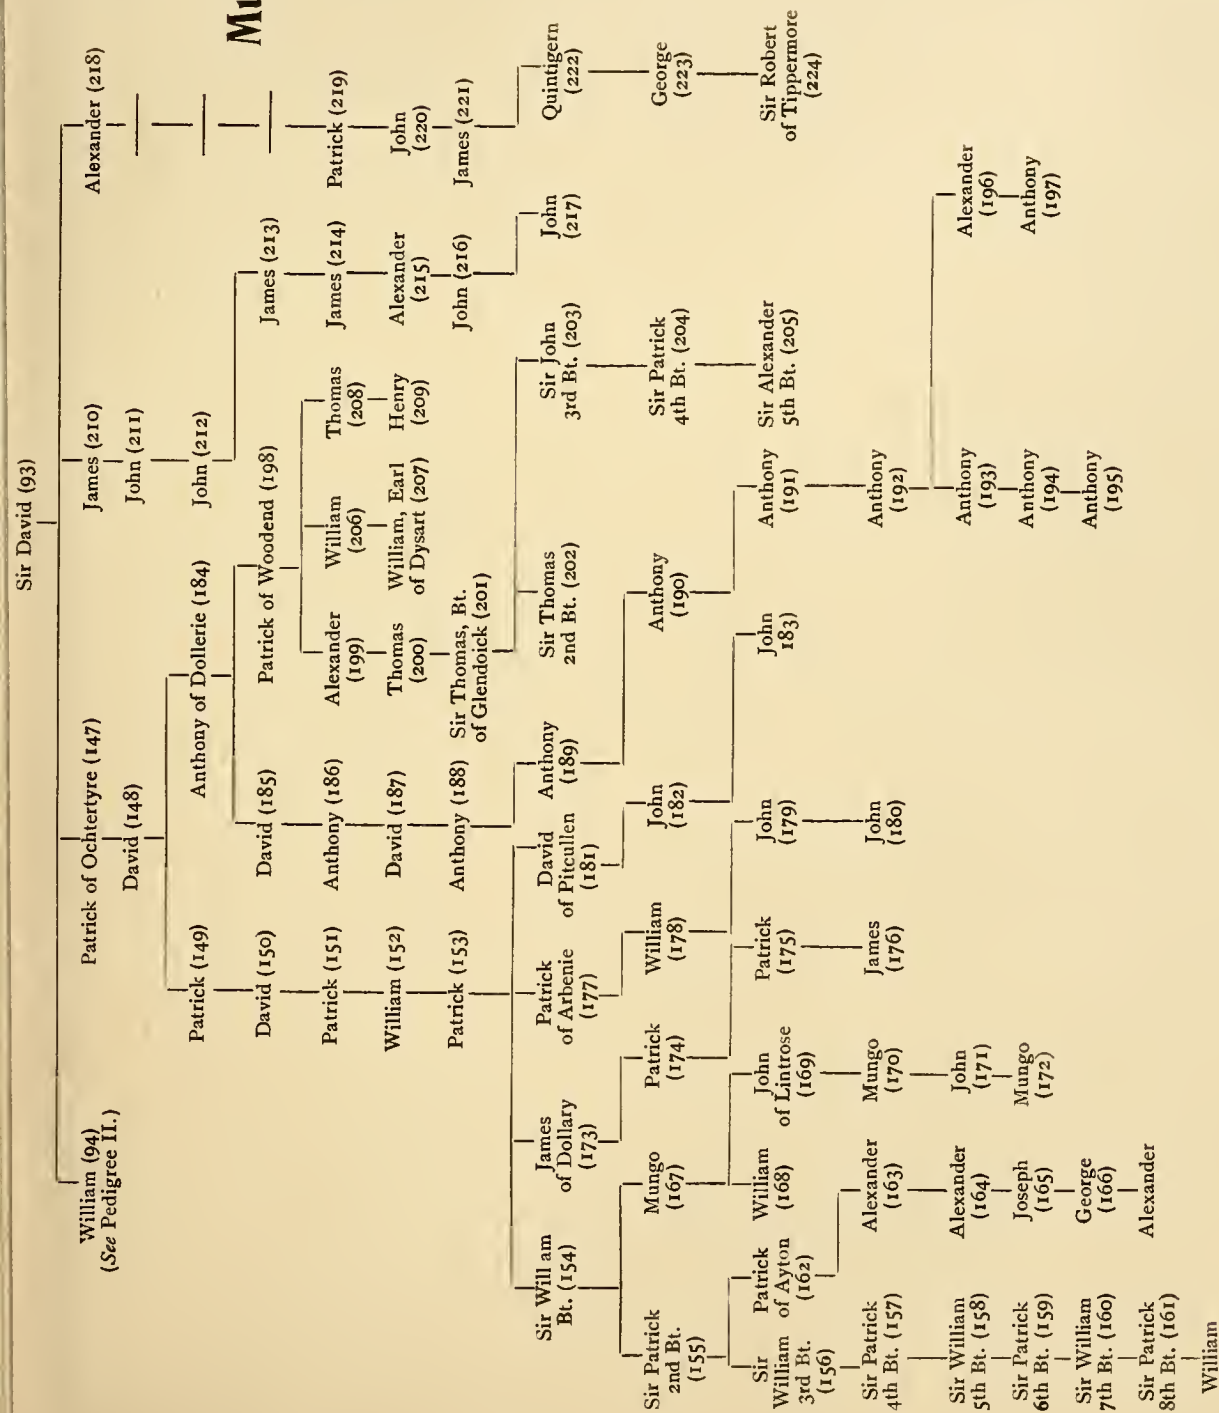 Mu
Sir David (93)
William (94)
(See Pedigree II.)
Patrick of Ochtertyre (147)
James (210)
Alexander (218)
David (148)
John (211)
Patrick (149)
Anthony of Dollerie (184)
John (212)
David (150)
David (185)
Patrick of Woodend (198)
James (213)
Patrick (151)
Anthony (186)
Alexander
(199)
William
(206)
Thomas
(208)
James (214)
Patrick (219)
William (152)
David (187)
Thomas
(200)
William, Earl
of Dysart (207)
Henry
(209)
Alexander
(215)
John
(220)
Patrick (153)
Anthony (188)
Sir Thomas, Bt.
of Glendoick (201)
John (216)
James (221)
Sir Will am
Bt. (154)
James
of Dollary
(173)
Patrick
of Arbenie
(177)
David
of Pitcullen
(181)
Anthony
(189)
Sir Thomas
2nd Bt. (202)
Sir John
3rd Bt. (203)
John
(217)
Quintigern
(222)
Sir Patrick
2nd Bt.
(155)
Mungo
(167)
Patrick
(174)
William
(178)
John
(182)
Anthony
(190)
Sir Patrick
4th Bt. (204)
George
(223)
Sir
William
3rd Bt.
(156)
Patrick
of Ayton
(162)
William
(168)
John
of Lintrose
(169)
Patrick
(175)
John
(179)
John
183)
Anthony
(191)
Sir Alexander
5th Bt. (205)
Sir Robert
of Tippermore
(224)
Sir Patrick
4th Bt. (157)
Alexander
(163)
Mungo
(170)
James
(176)
John
(180)
Anthony
(192)
Sir William
5th Bt. (158)
Alexander
(164)
John
(171)
Anthony
(193)
Alexander
(196)
Sir Patrick
6th Bt. (159)
Joseph
(165)
Mungo
(172)
Anthony
(194)
Anthony
(197)
Sir William
7th Bt. (160)
George
(166)
Anthony
(195)
Sir Patrick
8th Bt. (161)
Alexander
William